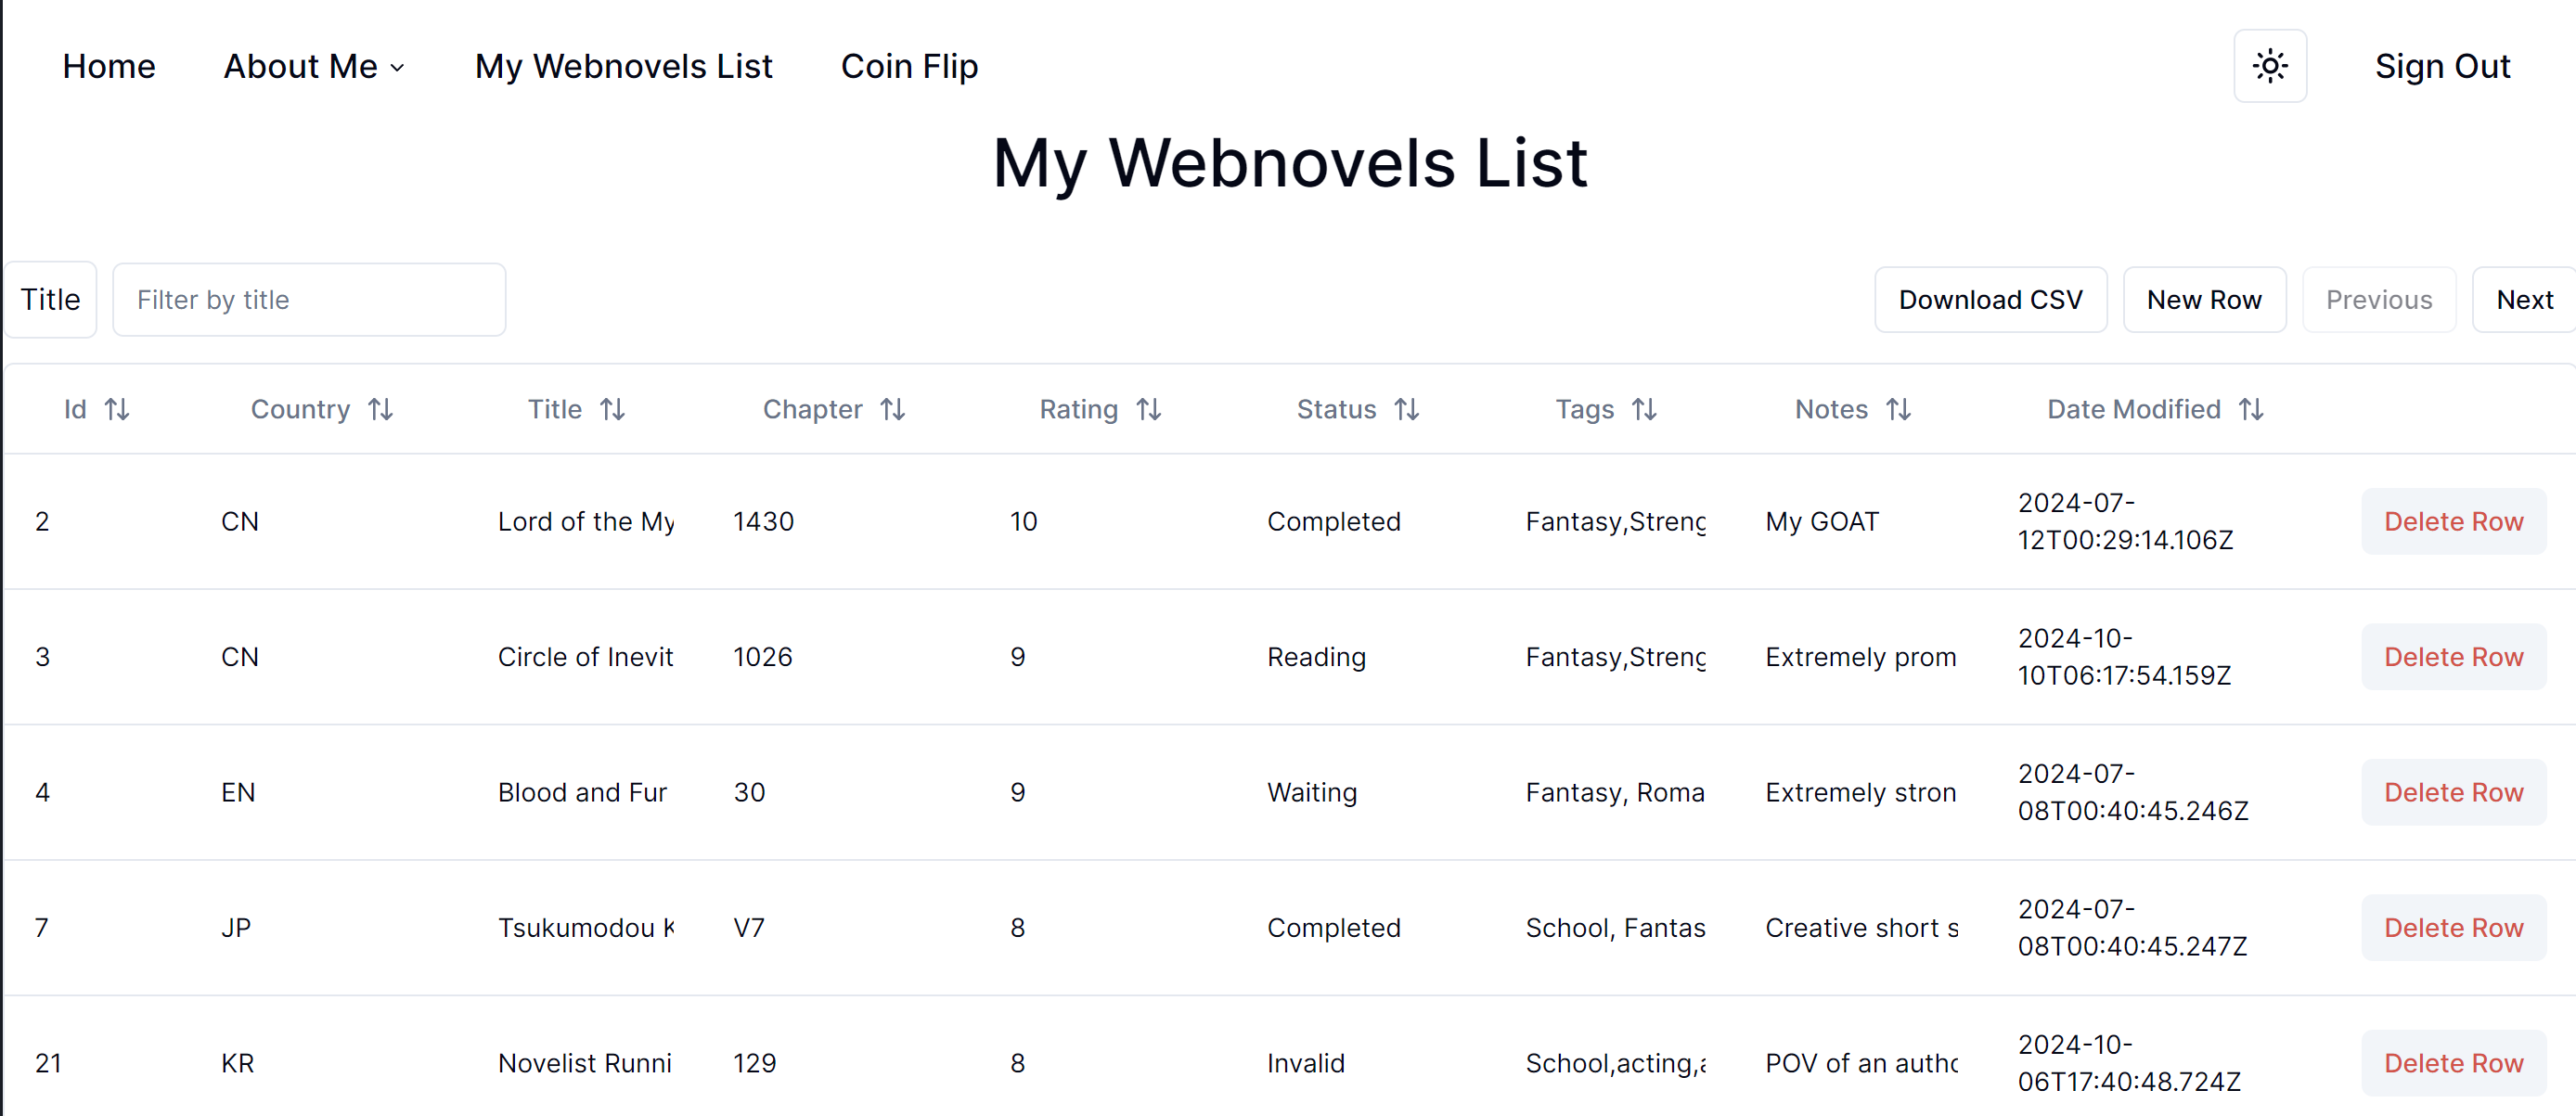 Home About Me My Webnovels List Coin Flip Sign Out
My Webnovels List
Title Filter by title Download CSV New Row Previous Next
Id Country Title Chapter Rating Status Tags Notes Date Modified
2 CN Lord of the My 1430 10 Completed Fantasy,Streng My GOAT 2024-07-
12T00:29:14.106Z Delete Row
3 CN Circle of Inevit 1026 9 Reading Fantasy,Streng Extremely prom 2024-10-
10T06:17:54.159Z Delete Row
4 EN Blood and Fur 30 9 Waiting Fantasy, Roma Extremely stron 2024-07-
08T00:40:45.246Z Delete Row
7 JP Tsukumodou K V7 8 Completed School, Fantas Creative short s 2024-07-
08T00:40:45.247Z Delete Row
21 KR Novelist Runni 129 8 Invalid School,acting,a POV of an autho 2024-10-
06T17:40:48.724Z Delete Row